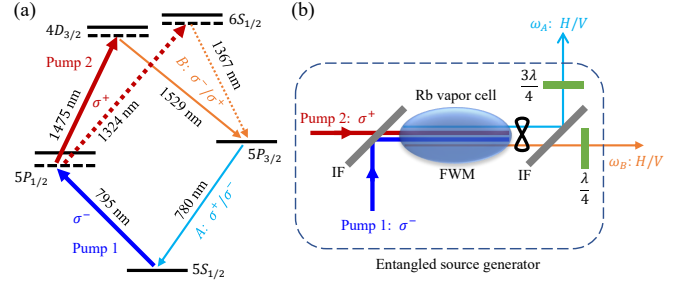 (a)
4D3/2
6S1/2
Pump 2
σ+
1475 nm
1324 nm
B: σ−/σ+
1529 nm
1367 nm
5P1/2
5P3/2
795 nm
σ−
Pump 1
780 nm
A: σ+/σ−
5S1/2
(b)
ωA: H/V
3λ/4
Rb vapor cell
Pump 2: σ+
IF
FWM
IF
ωB: H/V
λ/4
Pump 1: σ−
Entangled source generator